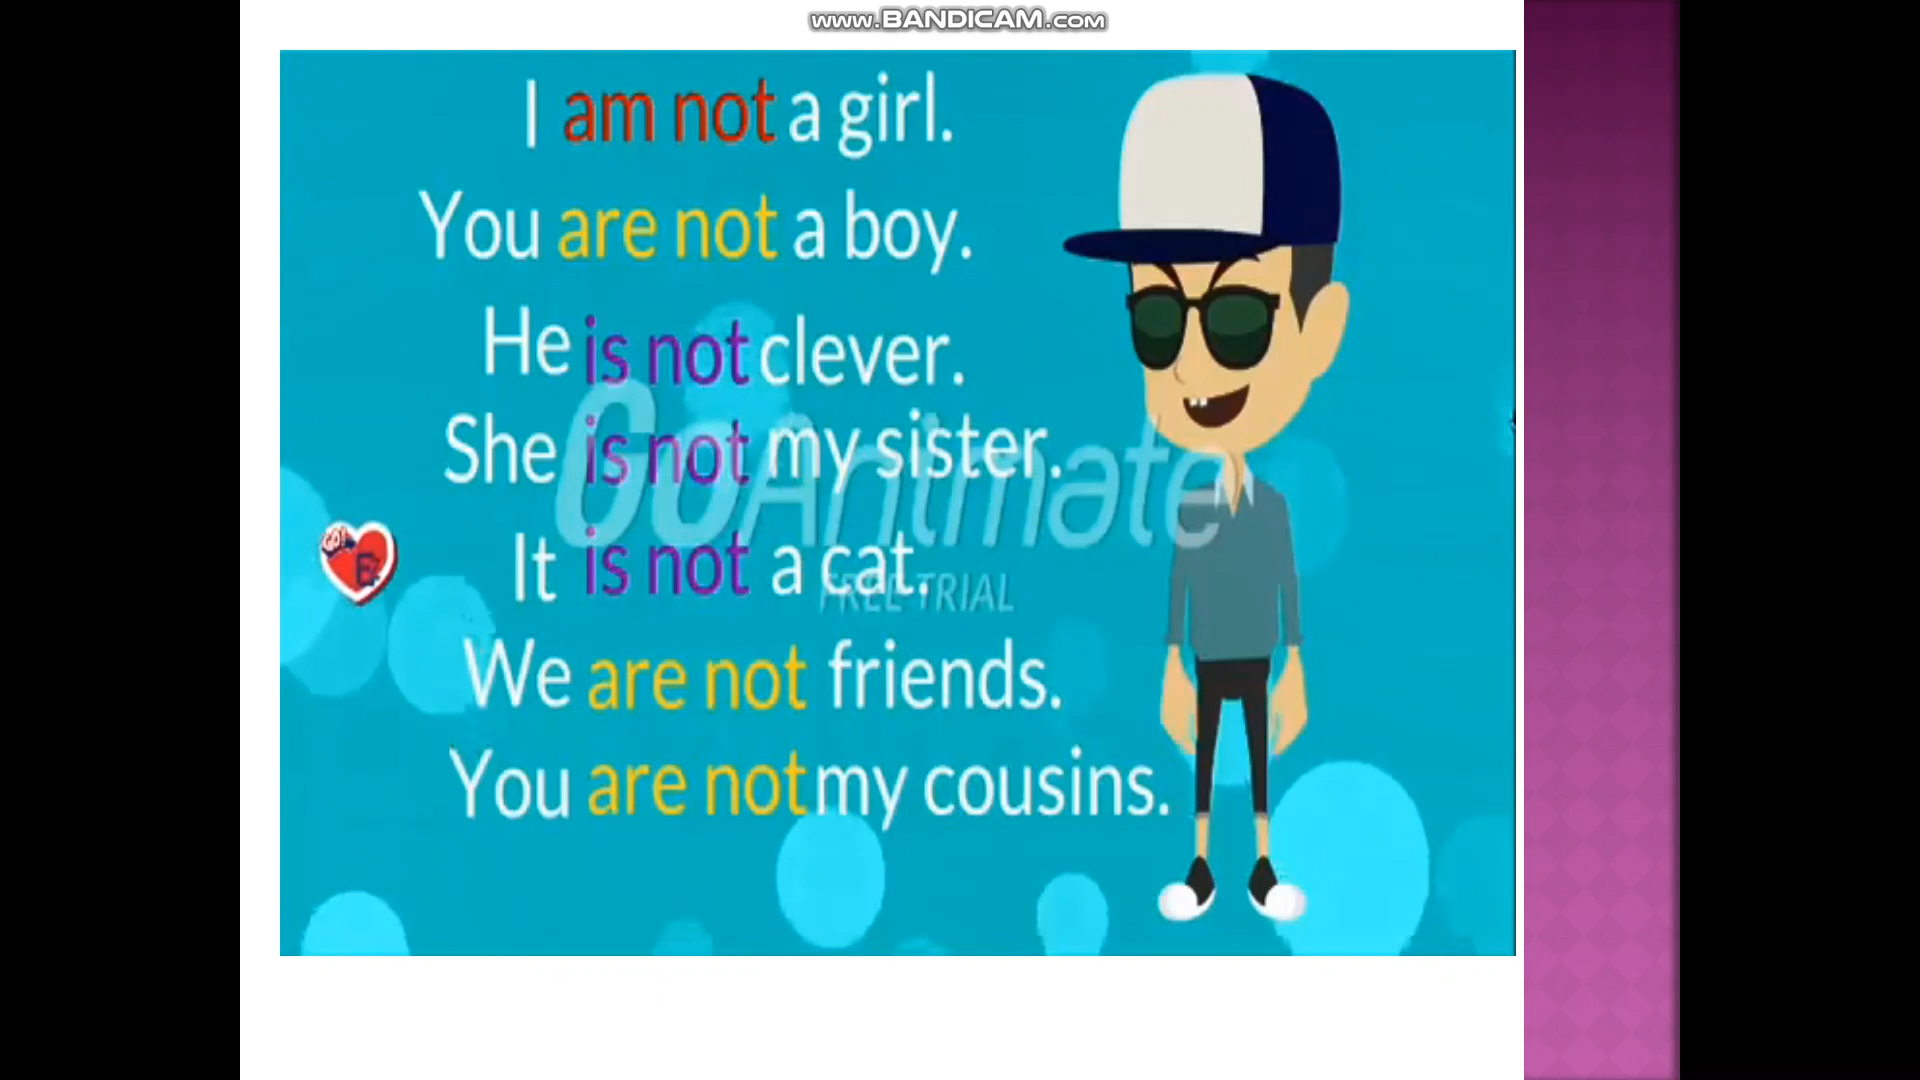 www.BANDICAM.com
I am not a girl.
You are not a boy.
He is not clever.
She is not my sister.
GoAnimate
It is not a cat.
FREE TRIAL
GO!
E
We are not friends.
You are not my cousins.